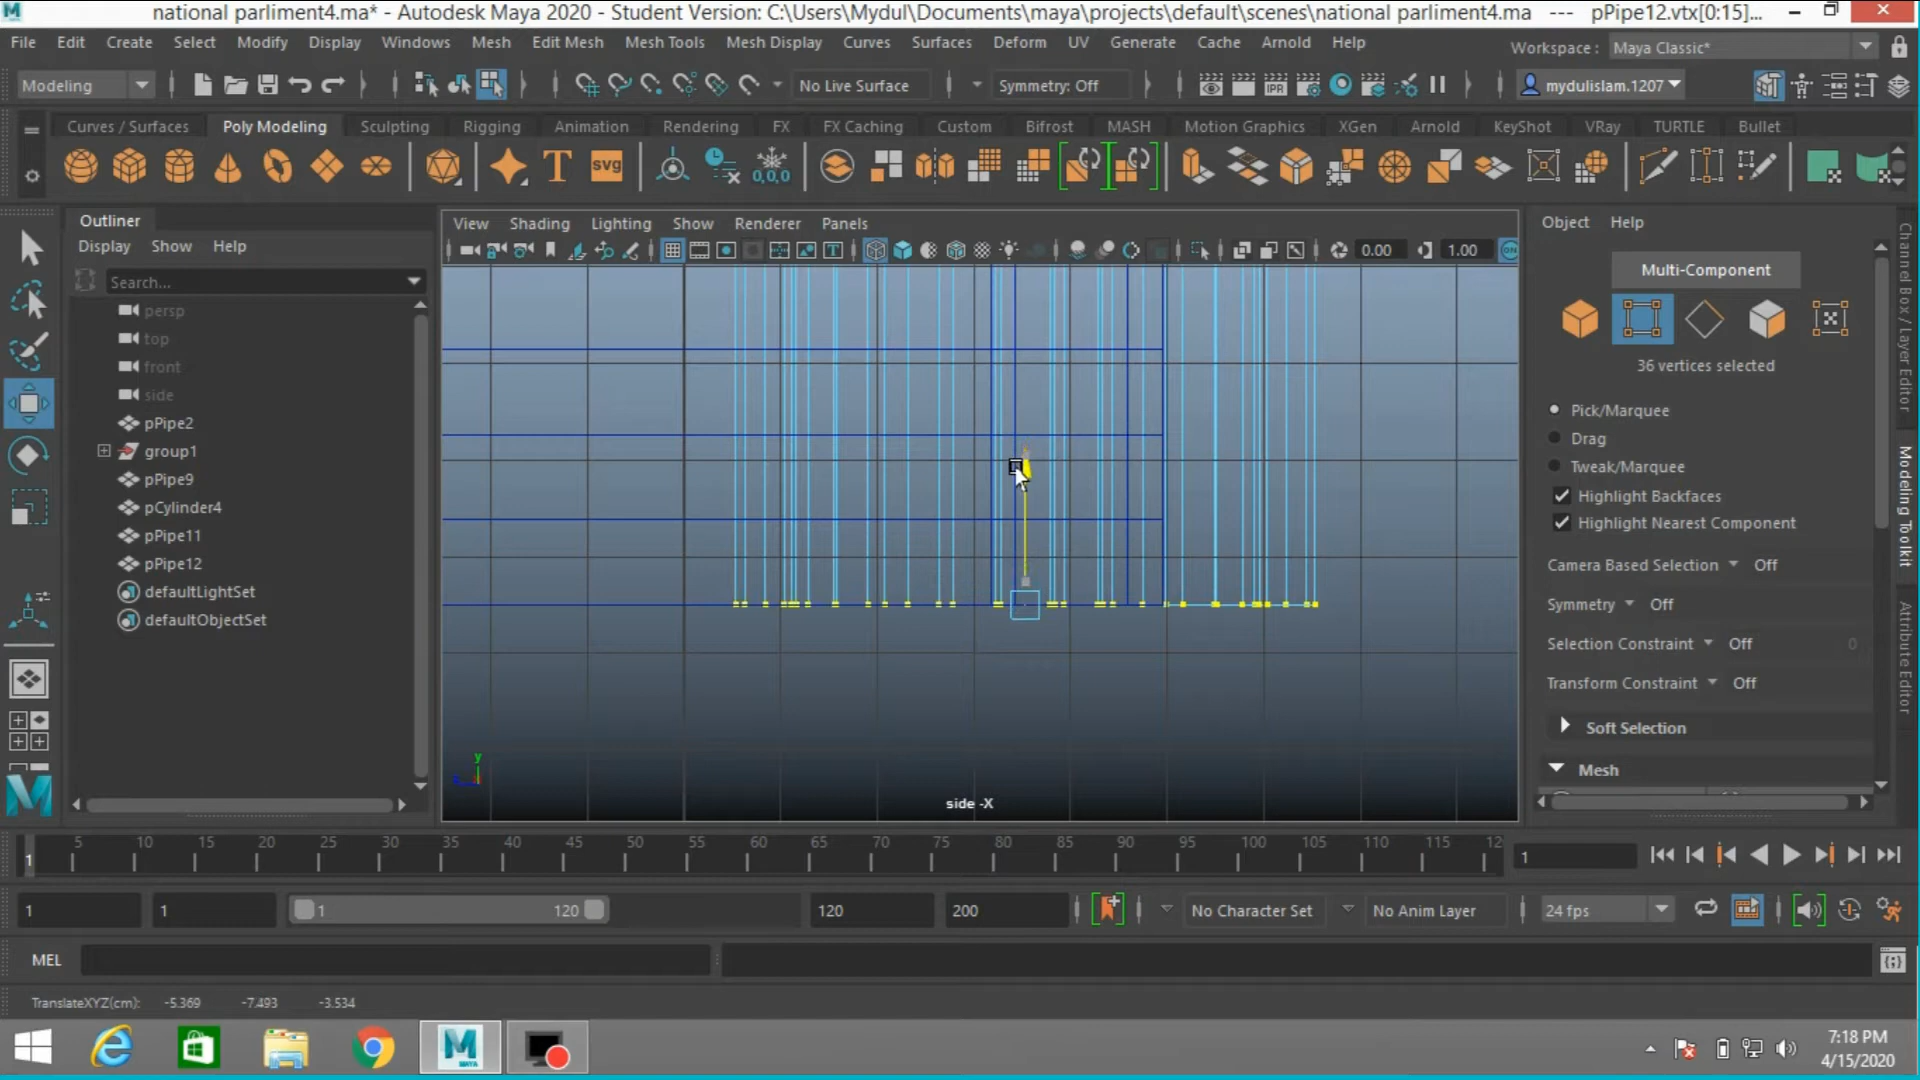 national parliment4.ma* - Autodesk Maya 2020 - Student Version: C:\Users\Mydul\Documents\maya\projects\default\scenes\national parliment4.ma --- pPipe12.vtx[0:15]...
File Edit Create Select Modify Display Windows Mesh Edit Mesh Mesh Tools Mesh Display Curves Surfaces Deform UV Generate Cache Arnold Help Workspace : Maya Classic*
Modeling No Live Surface Symmetry: Off IPR mydulislam.1207
Curves / Surfaces Poly Modeling Sculpting Rigging Animation Rendering FX FX Caching Custom Bifrost MASH Motion Graphics XGen Arnold KeyShot VRay TURTLE Bullet
T svg 0,0,0
Outliner
Display Show Help
Search...
persp
top
front
side
pPipe2
group1
pPipe9
pCylinder4
pPipe11
pPipe12
defaultLightSet
defaultObjectSet
View Shading Lighting Show Renderer Panels
0.00 1.00 ON
y
side -X
Object Help
Multi-Component
36 vertices selected
Pick/Marquee
Drag
Tweak/Marquee
Highlight Backfaces
Highlight Nearest Component
Camera Based Selection Off
Symmetry Off
Selection Constraint Off 0
Transform Constraint Off
Soft Selection
Mesh
Channel Box / Layer Editor
Modeling Toolkit
Attribute Editor
1 5 10 15 20 25 30 35 40 45 50 55 60 65 70 75 80 85 90 95 100 105 110 115 12 1
1 1 1 120 120 200 No Character Set No Anim Layer 24 fps
MEL
TranslateXYZ(cm): -5.369 -7.493 -3.534
MAYA
7:18 PM
4/15/2020